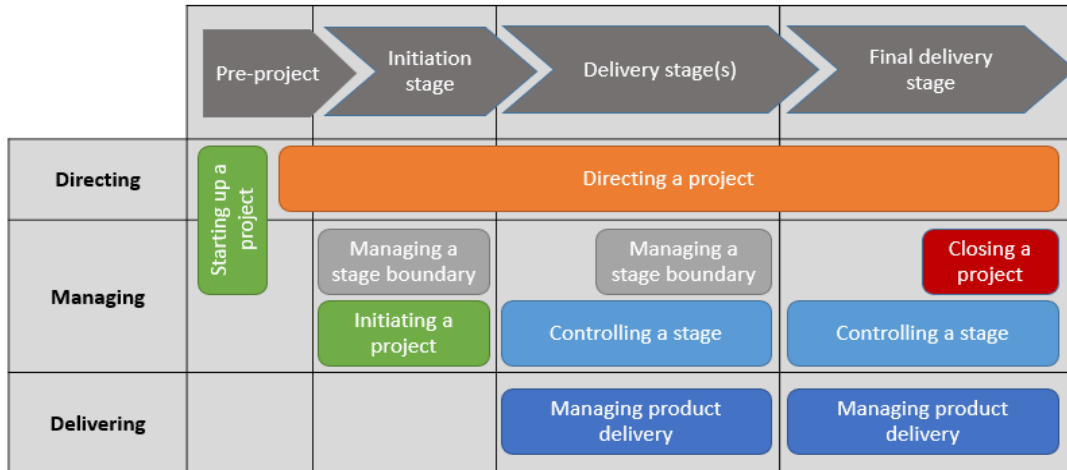 Pre-project
Initiation
stage
Delivery stage(s)
Final delivery
stage
Directing
Starting up a
project
Directing a project
Managing
Managing a
stage boundary
Managing a
stage boundary
Closing a
project
Initiating a
project
Controlling a stage
Controlling a stage
Delivering
Managing product
delivery
Managing product
delivery